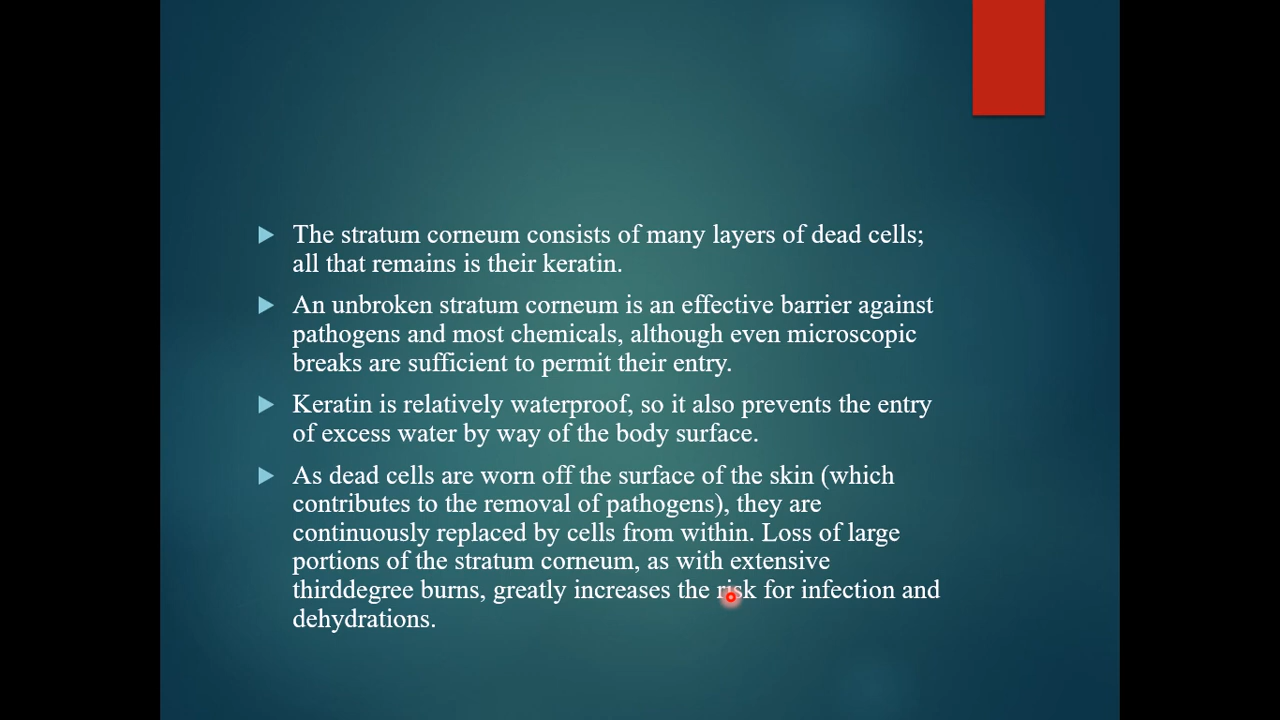 The stratum corneum consists of many layers of dead cells;
all that remains is their keratin.
An unbroken stratum corneum is an effective barrier against
pathogens and most chemicals, although even microscopic
breaks are sufficient to permit their entry.
Keratin is relatively waterproof, so it also prevents the entry
of excess water by way of the body surface.
As dead cells are worn off the surface of the skin (which
contributes to the removal of pathogens), they are
continuously replaced by cells from within. Loss of large
portions of the stratum corneum, as with extensive
thirddegree burns, greatly increases the risk for infection and
dehydrations.